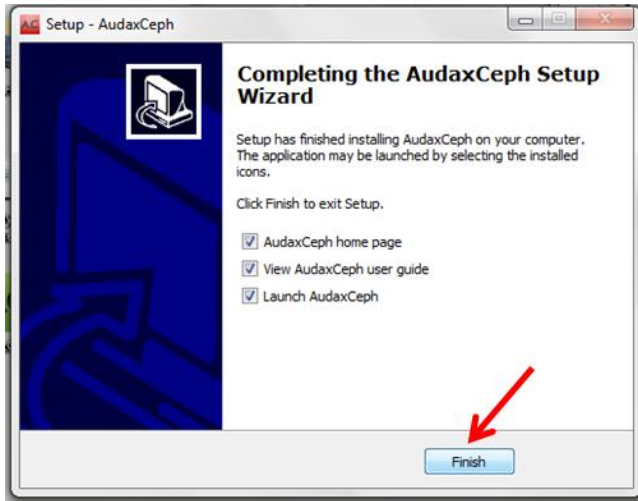 AC Setup - AudaxCeph
Completing the AudaxCeph Setup
Wizard
Setup has finished installing AudaxCeph on your computer.
The application may be launched by selecting the installed
icons.
Click Finish to exit Setup.
AudaxCeph home page
View AudaxCeph user guide
Launch AudaxCeph
Finish